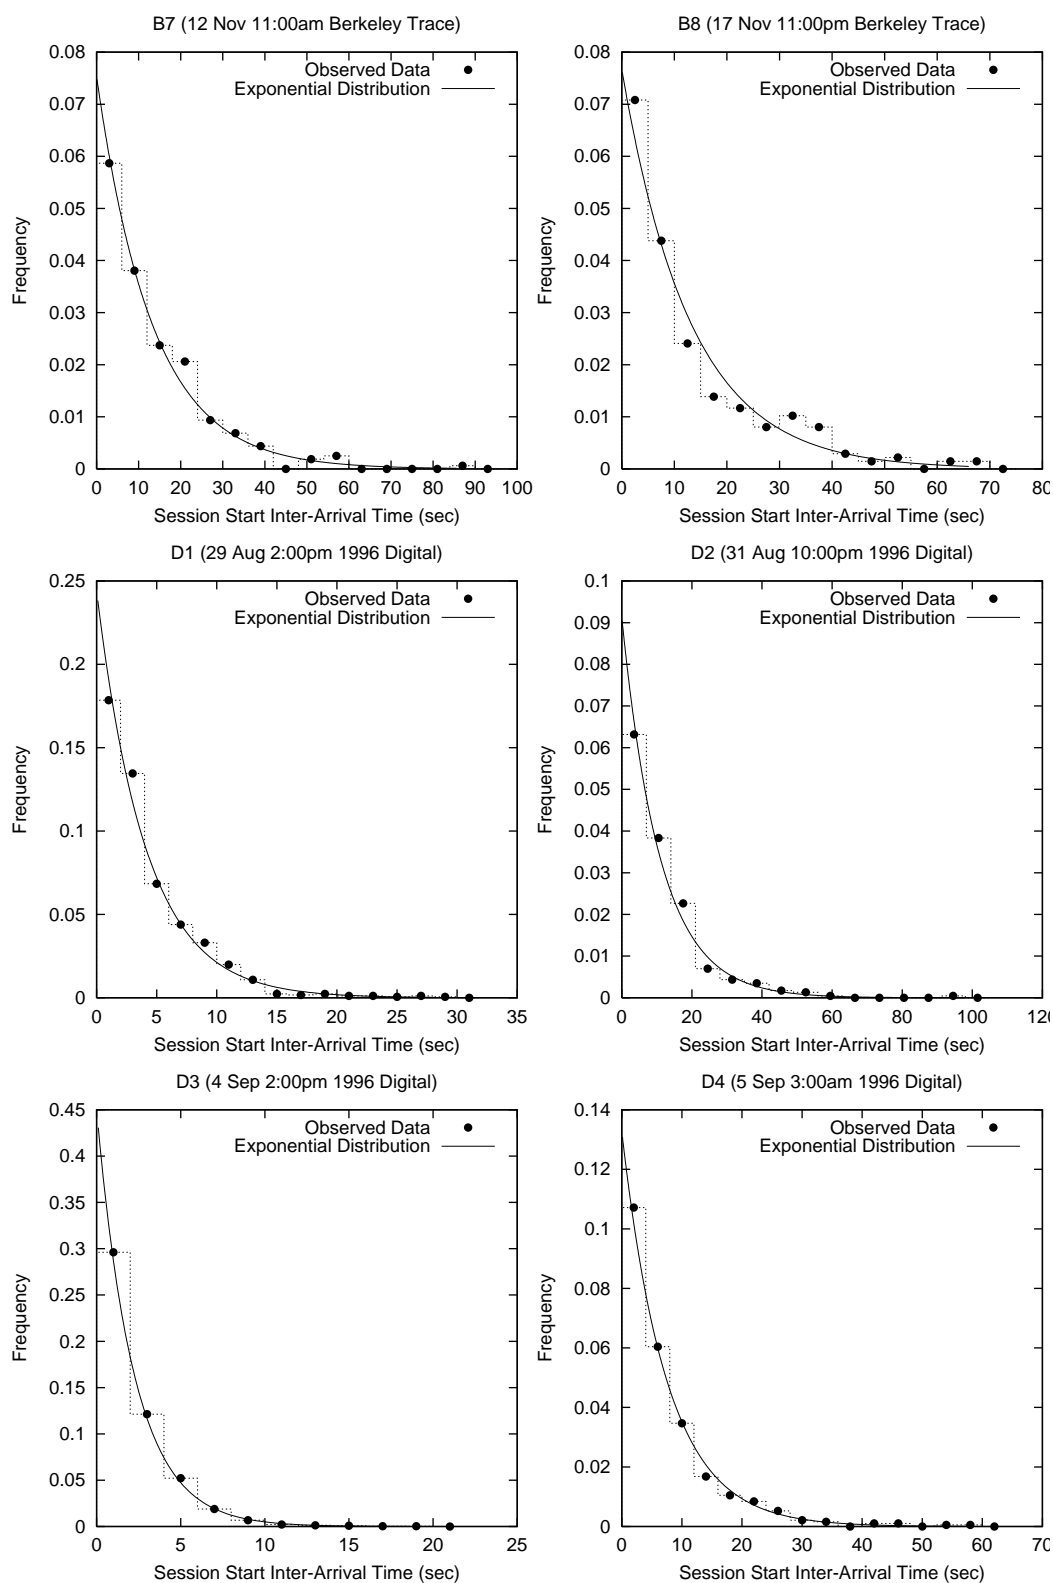 B7 (12 Nov 11:00am Berkeley Trace)
0.08
0.07
0.06
0.05
0.04
0.03
0.02
0.01
0
Frequency
Observed Data
Exponential Distribution
0 10 20 30 40 50 60 70 80 90 100
Session Start Inter-Arrival Time (sec)
B8 (17 Nov 11:00pm Berkeley Trace)
0.08
0.07
0.06
0.05
0.04
0.03
0.02
0.01
0
Frequency
Observed Data
Exponential Distribution
0 10 20 30 40 50 60 70 80
Session Start Inter-Arrival Time (sec)
D1 (29 Aug 2:00pm 1996 Digital)
0.25
0.2
0.15
0.1
0.05
0
Frequency
Observed Data
Exponential Distribution
0 5 10 15 20 25 30 35
Session Start Inter-Arrival Time (sec)
D2 (31 Aug 10:00pm 1996 Digital)
0.1
0.09
0.08
0.07
0.06
0.05
0.04
0.03
0.02
0.01
0
Frequency
Observed Data
Exponential Distribution
0 20 40 60 80 100 120
Session Start Inter-Arrival Time (sec)
D3 (4 Sep 2:00pm 1996 Digital)
0.45
0.4
0.35
0.3
0.25
0.2
0.15
0.1
0.05
0
Frequency
Observed Data
Exponential Distribution
0 5 10 15 20 25
Session Start Inter-Arrival Time (sec)
D4 (5 Sep 3:00am 1996 Digital)
0.14
0.12
0.1
0.08
0.06
0.04
0.02
0
Frequency
Observed Data
Exponential Distribution
0 10 20 30 40 50 60 70
Session Start Inter-Arrival Time (sec)